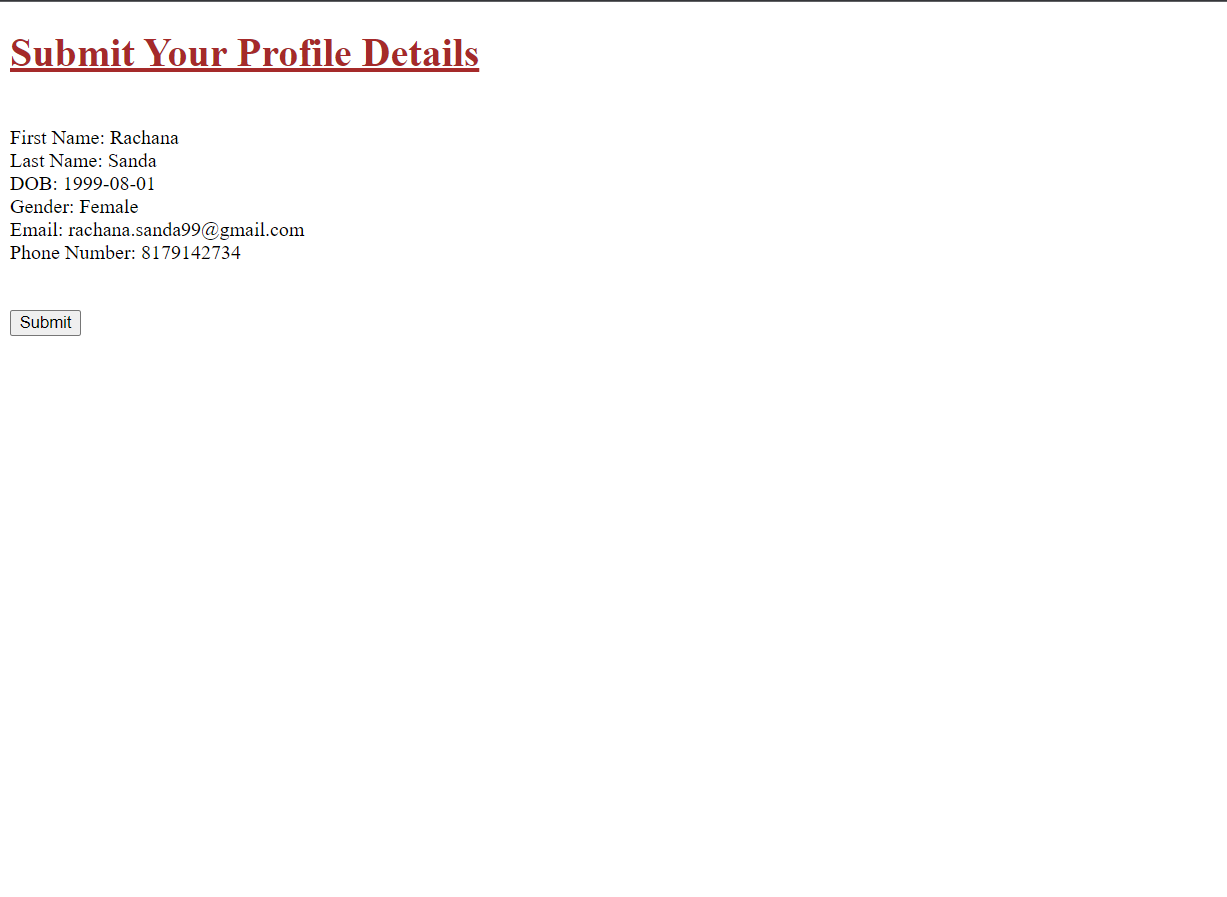 Submit Your Profile Details
First Name: Rachana
Last Name: Sanda
DOB: 1999-08-01
Gender: Female
Email: rachana.sanda99@gmail.com
Phone Number: 8179142734
Submit